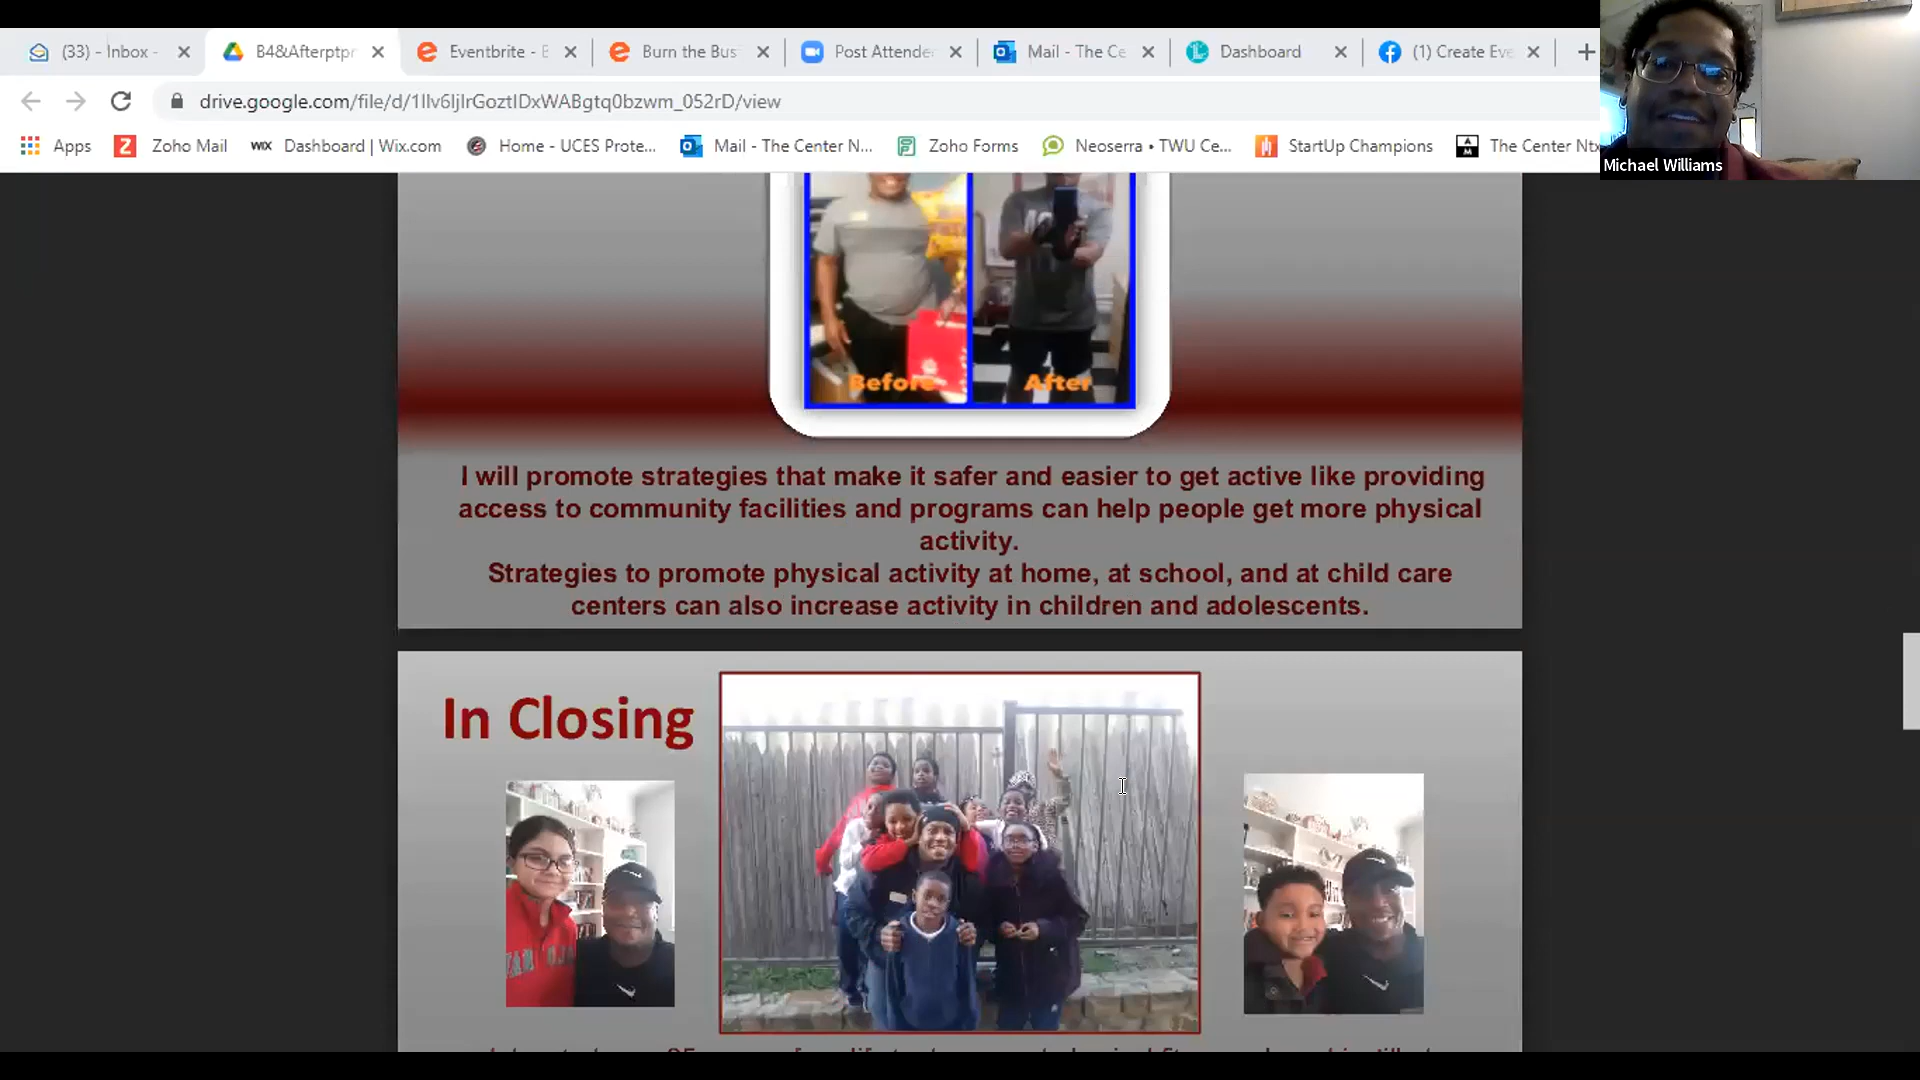 (33) - Inbox -
B4&Afterptpr
Eventbrite - E
Burn the Bus
Post Attende
Mail - The Ce
Dashboard
(1) Create Eve
drive.google.com/file/d/1llv6ljlrGoztIDxWABgtq0bzwm_052rD/view
Apps
Zoho Mail
WIX
Dashboard | Wix.com
Home - UCES Prote...
Mail - The Center N...
Zoho Forms
Neoserra • TWU Ce...
StartUp Champions
The Center Ntx
Michael Williams
Before
After
I will promote strategies that make it safer and easier to get active like providing
access to community facilities and programs can help people get more physical
activity.
Strategies to promote physical activity at home, at school, and at child care
centers can also increase activity in children and adolescents.
In Closing